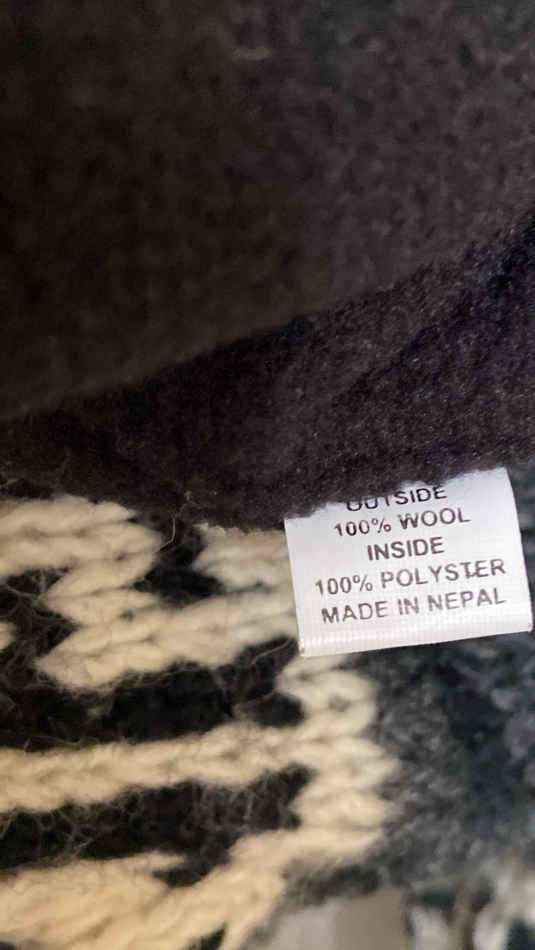 OUTSIDE
100% WOOL
INSIDE
100% POLYSTER
MADE IN NEPAL